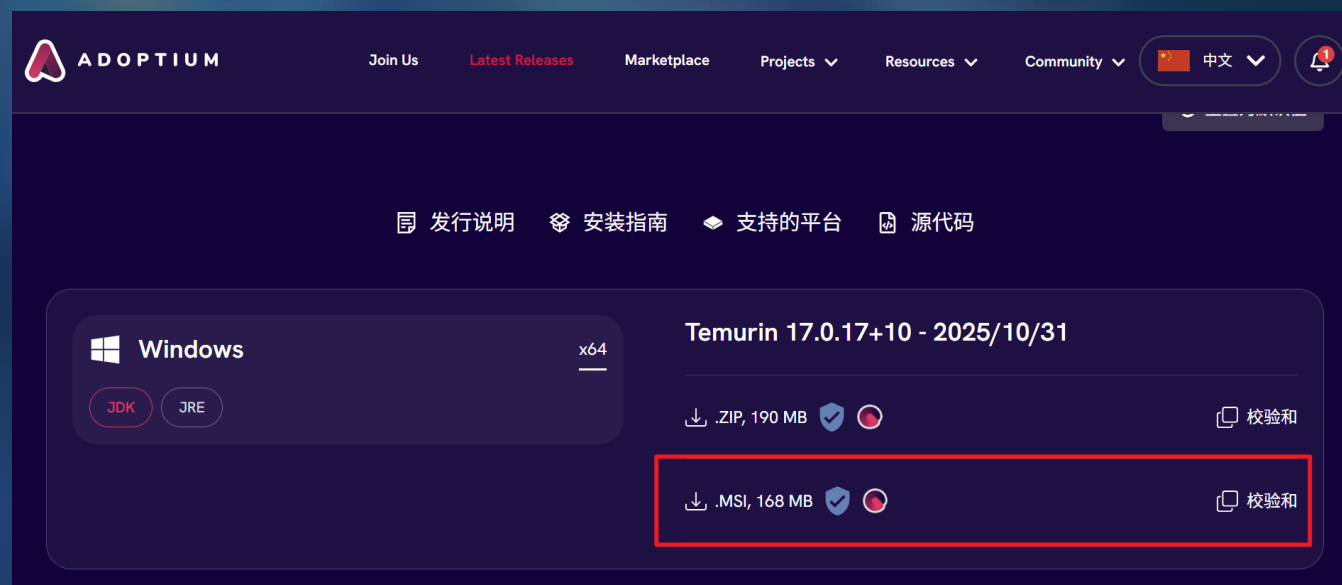 ADOPTIUM
Join Us
Latest Releases
Marketplace
Projects
Resources
Community
中文
1
发行说明
安装指南
支持的平台
源代码
Windows
x64
JDK
JRE
Temurin 17.0.17+10 - 2025/10/31
.ZIP, 190 MB
校验和
.MSI, 168 MB
校验和